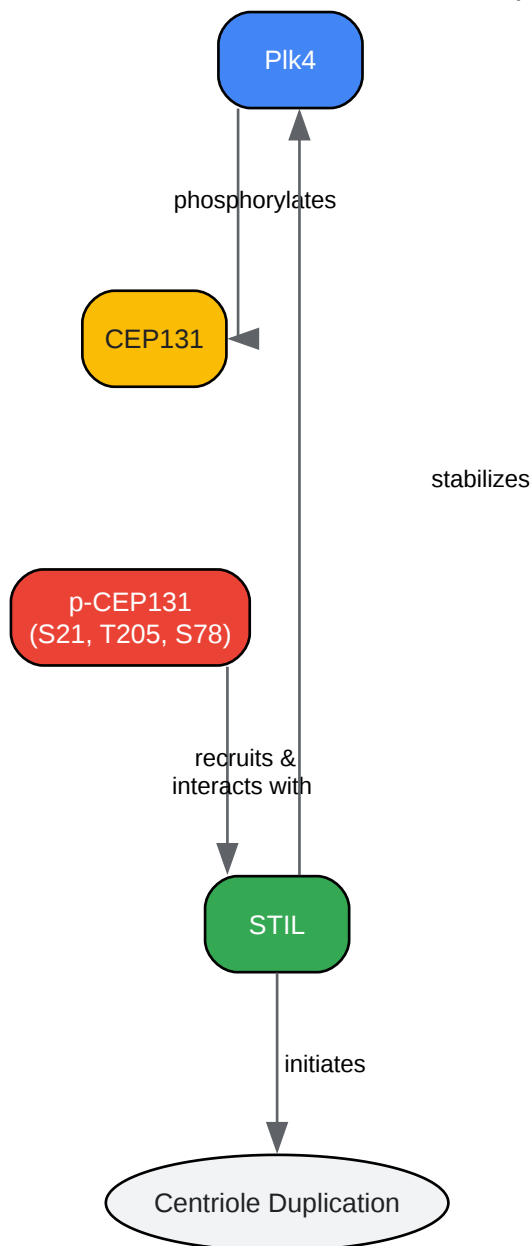 Plk4
phosphorylates
CEP131
stabilizes
p-CEP131
(S21, T205, S78)
recruits &
interacts with
STIL
initiates
Centriole Duplication